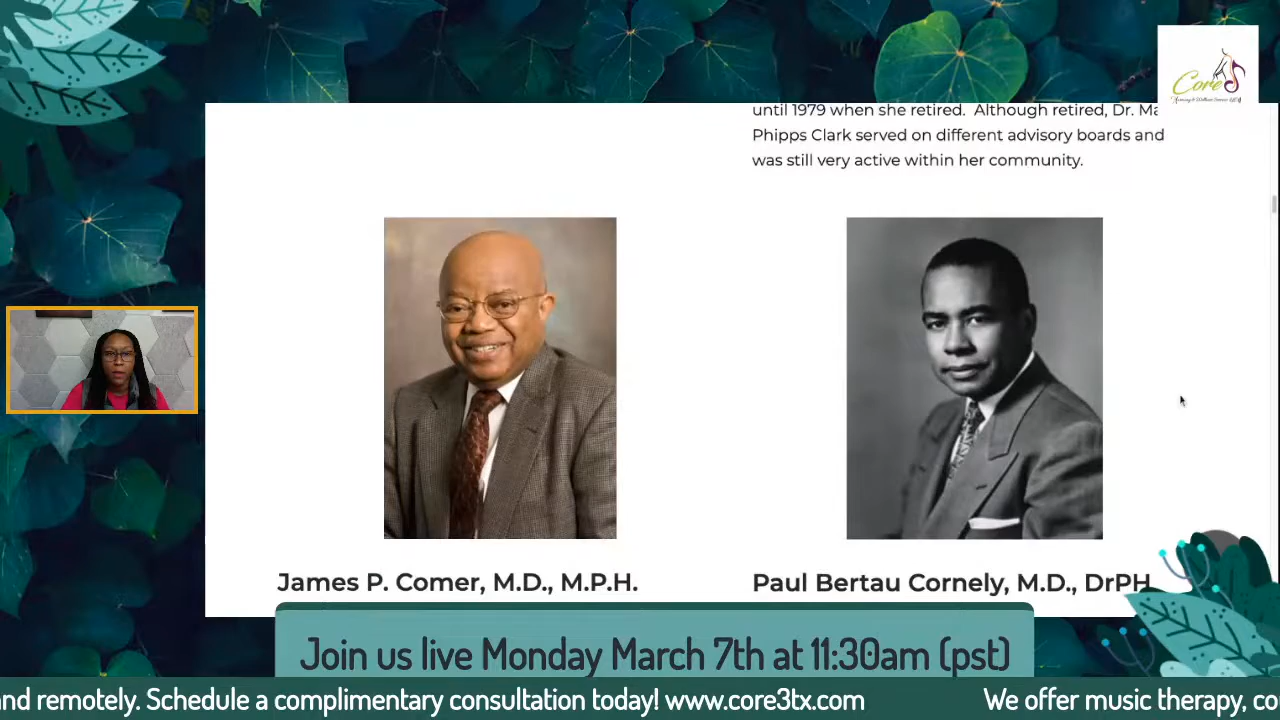 Core
until 1979 when she retired. Although retired, Dr.
Phipps Clark served on different advisory boards and
was still very active within her community.
James P. Comer, M.D., M.P.H.
Paul Bertau Cornely, M.D., DrPH
Join us live Monday March 7th at 11:30am (pst)
and remotely. Schedule a complimentary consultation today! www.core3tx.com
We offer music therapy, co